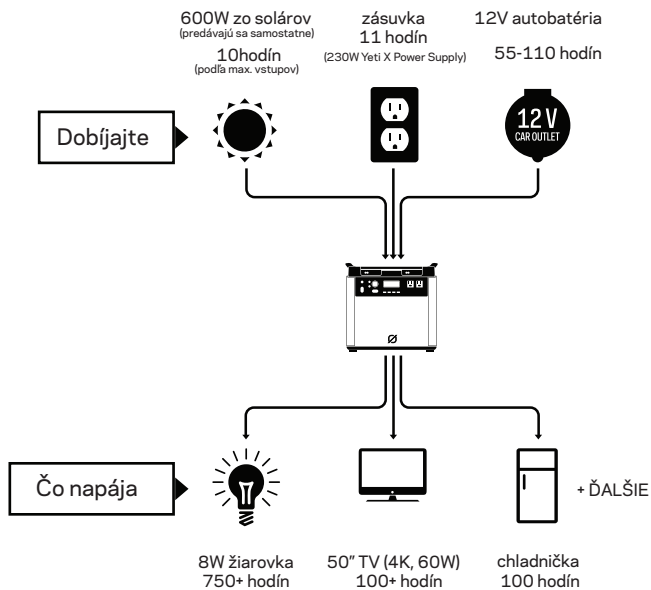 600W zo solárov
(predávajú sa samostatne)
10hodín
(podľa max. vstupov)
zásuvka
11 hodín
(230W Yeti X Power Supply)
12V autobatéria
55-110 hodín
Dobíjajte
12 V
CAR OUTLET
Čo napája
+ ĎALŠIE
8W žiarovka
750+ hodín
50” TV (4K, 60W)
100+ hodín
chladnička
100 hodín